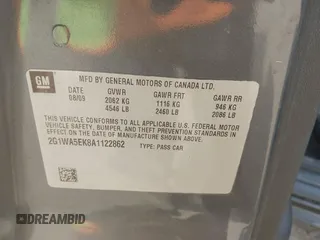 GM
MFD BY GENERAL MOTORS OF CANADA LTD.
DATE GVWR GAWR FRT GAWR RR
08/09 2062 KG 1116 KG 946 KG
4546 LB 2460 LB 2086 LB
THIS VEHICLE CONFORMS TO ALL APPLICABLE U.S. FEDERAL MOTOR VEHICLE
SAFETY, BUMPER, AND THEFT PREVENTION STANDARDS IN EFFECT ON THE
DATE OF MANUFACTURE SHOWN ABOVE.
2G1WA5EK8A1122862 TYPE: PASS CAR
DREAMBID